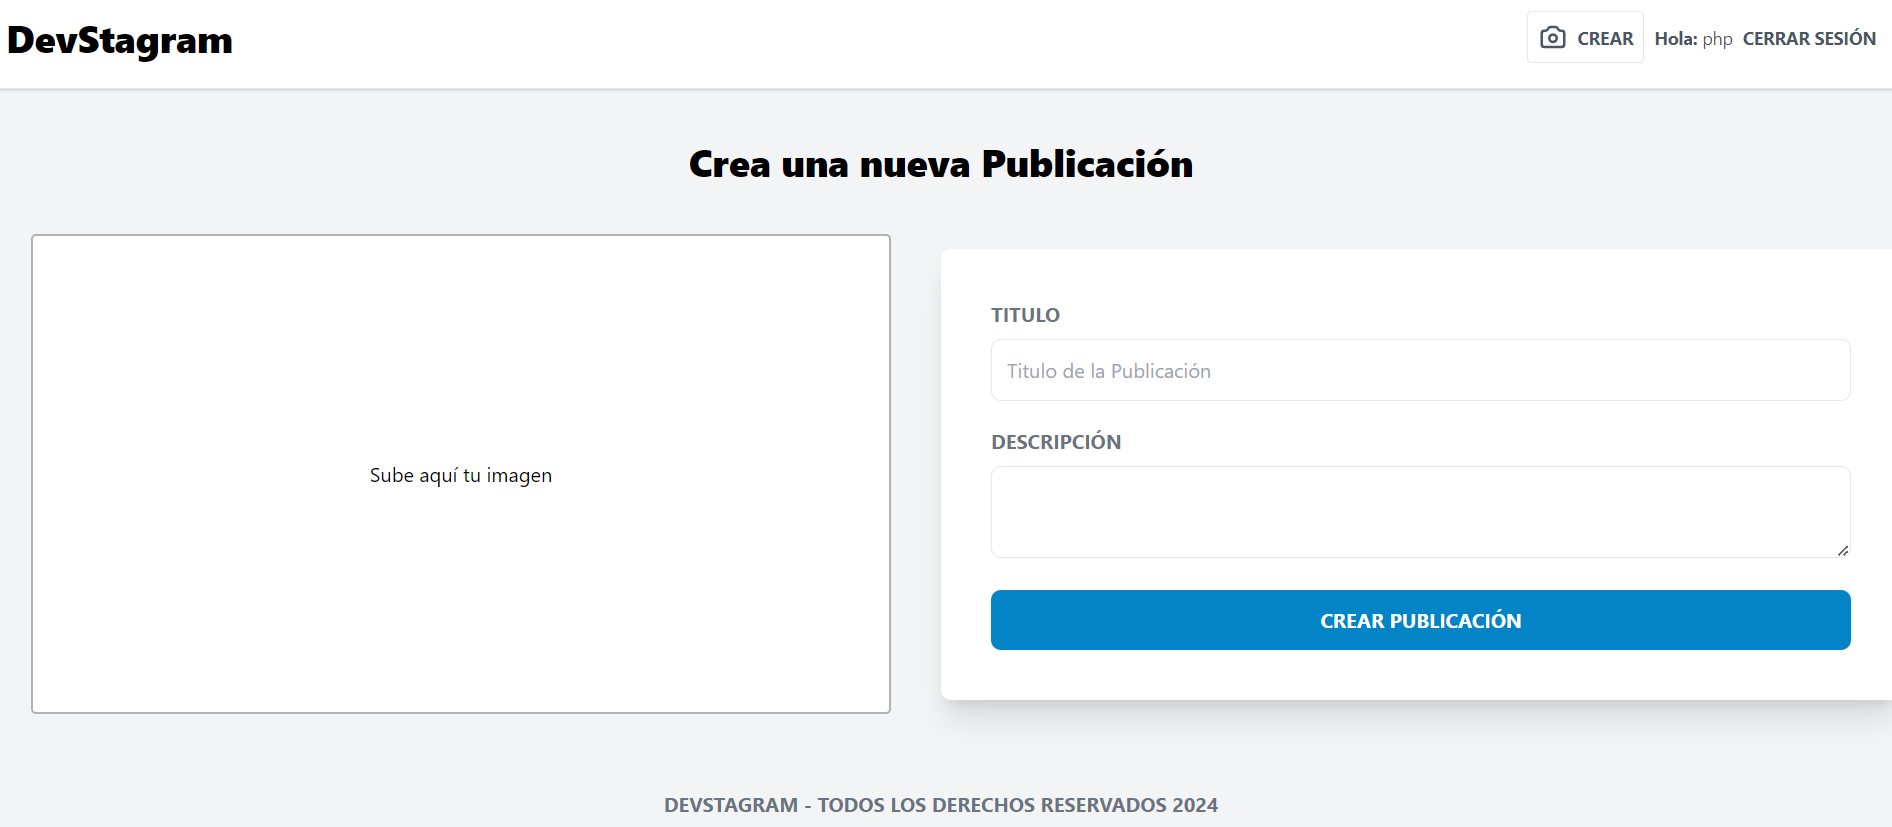 DevStagram
CREAR
Hola: php
CERRAR SESIÓN
Crea una nueva Publicación
Sube aquí tu imagen
TITULO
Titulo de la Publicación
DESCRIPCIÓN
CREAR PUBLICACIÓN
DEVSTAGRAM - TODOS LOS DERECHOS RESERVADOS 2024